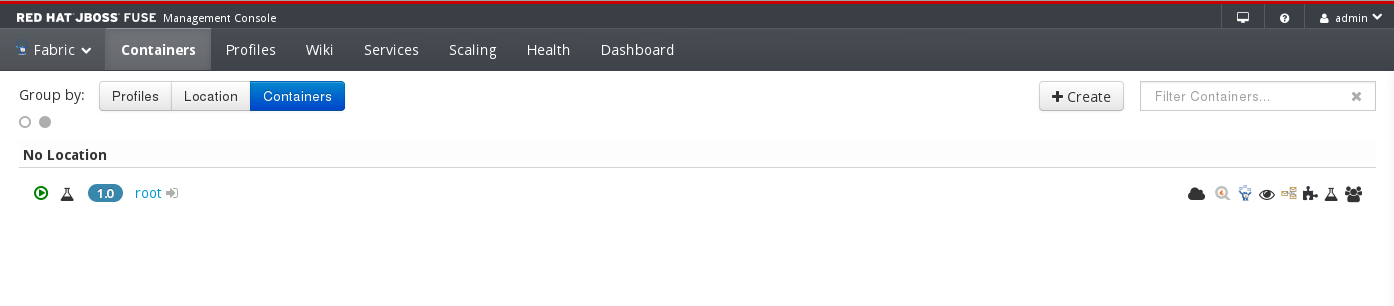 RED HAT JBOSS FUSE Management Console admin
Fabric Containers Profiles Wiki Services Scaling Health Dashboard
Group by: Profiles Location Containers Create Filter Containers...
No Location
1.0 root